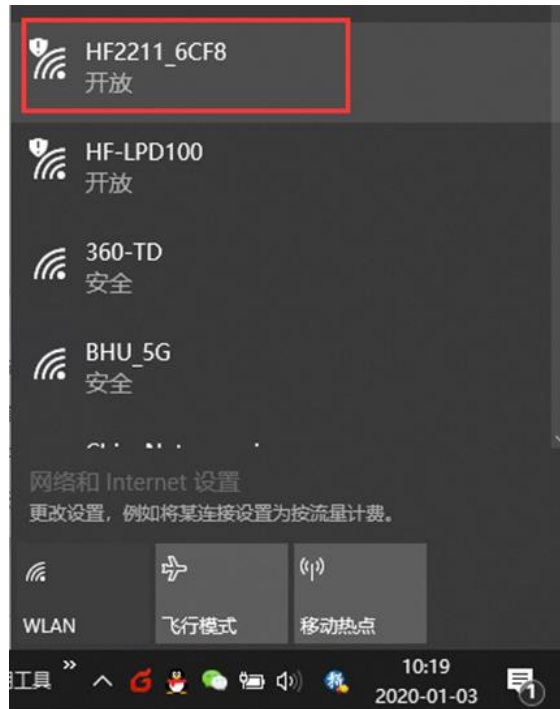 HF2211_6CF8
开放
HF-LPD100
开放
360-TD
安全
BHU_5G
安全
网络和 Internet 设置
更改设置，例如将某连接设置为按流量计费。
WLAN
飞行模式
移动热点
工具
10:19
2020-01-03
1